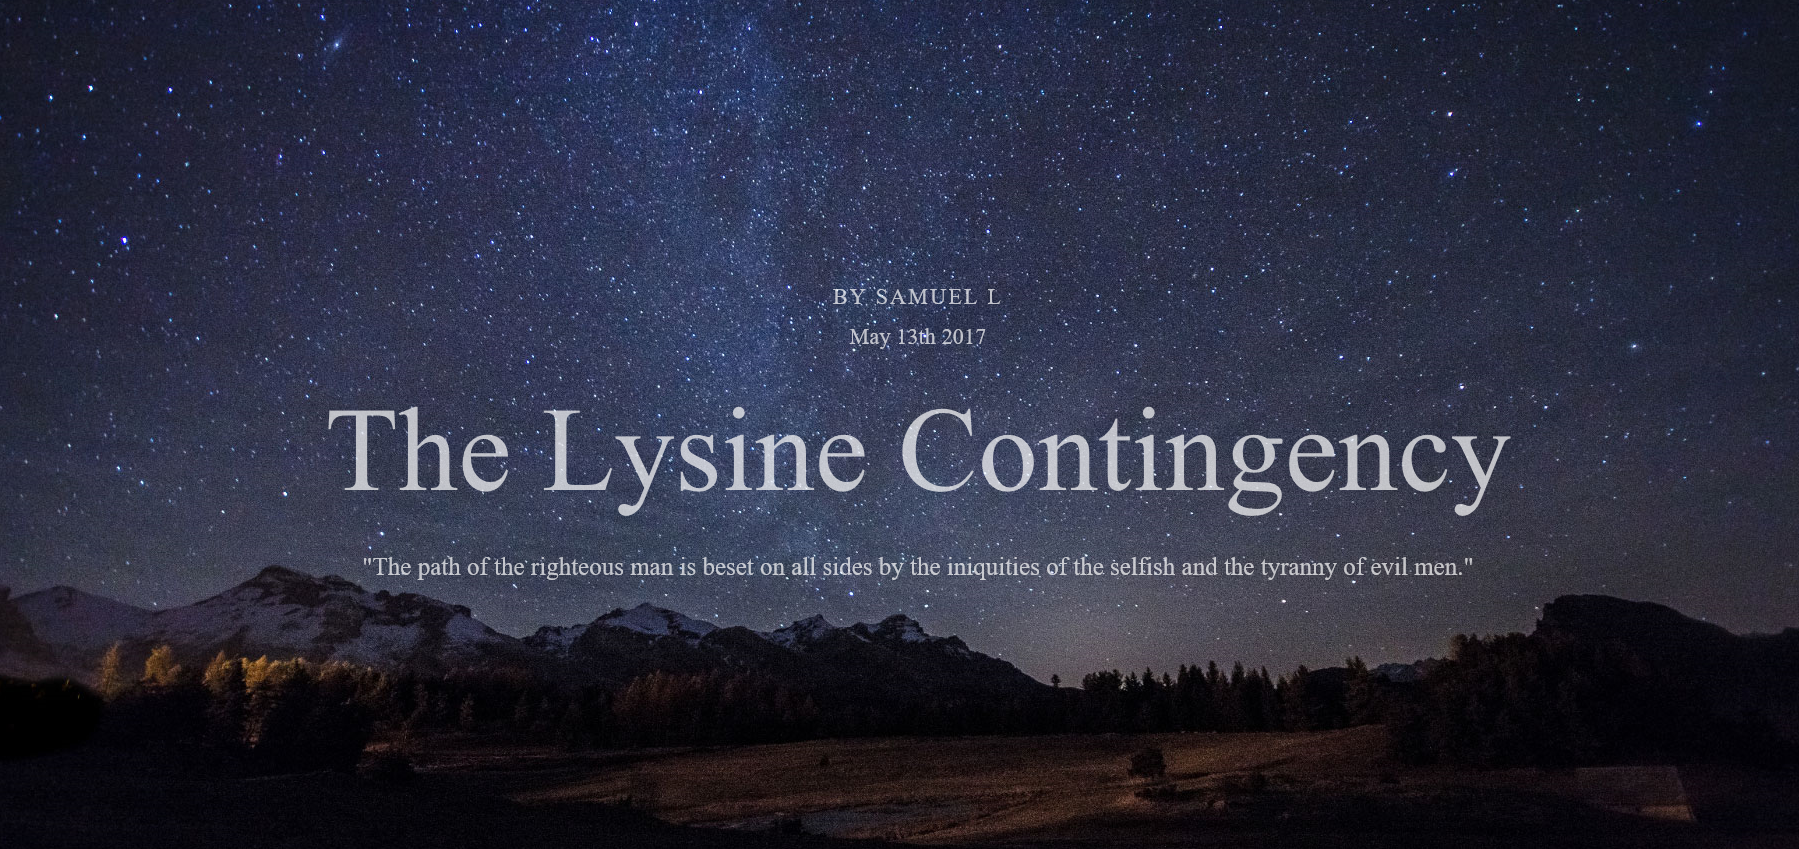 BY SAMUEL L
May 13th 2017
The Lysine Contingency
"The path of the righteous man is beset on all sides by the iniquities of the selfish and the tyranny of evil men."